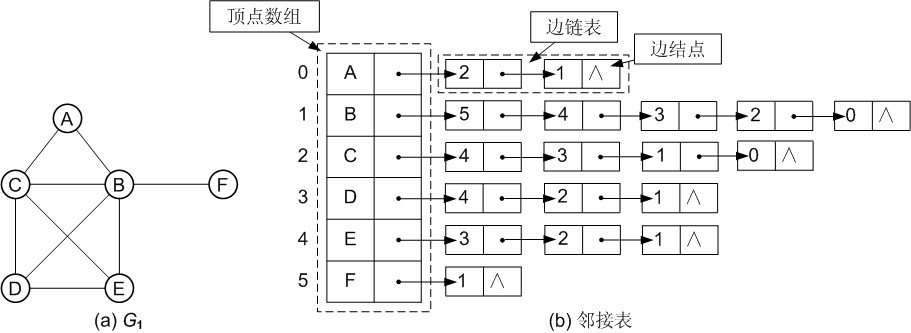 顶点数组
边链表
边结点
0 A 2 1 ∧
1 B 5 4 3 2 0 ∧
2 C 4 3 1 0 ∧
3 D 4 2 1 ∧
4 E 3 2 1 ∧
5 F 1 ∧
A
C B F
D E
(a) G1
(b) 邻接表